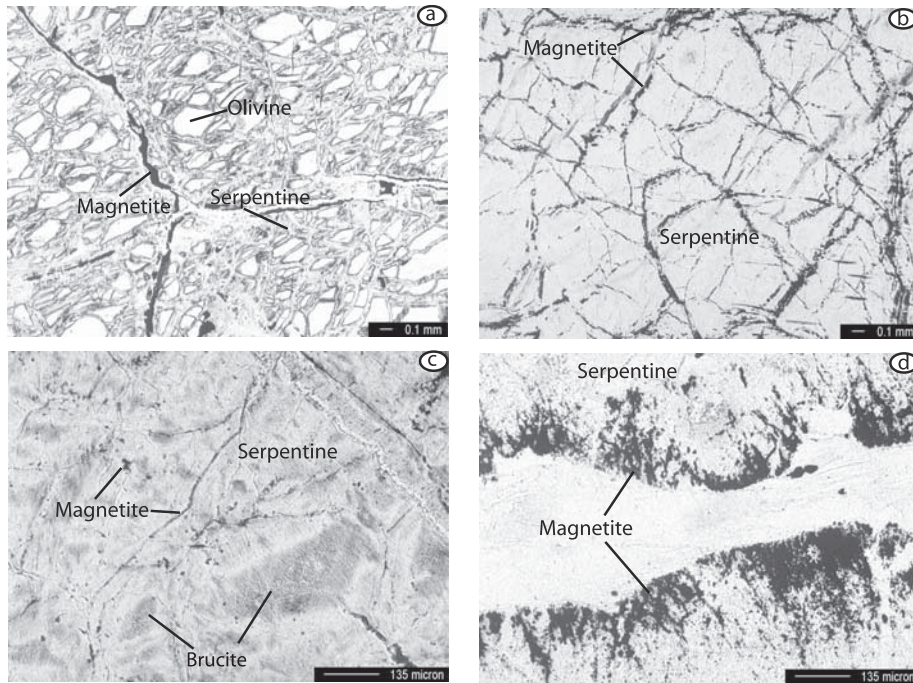 a
Olivine
Magnetite
Serpentine
0.1 mm
b
Magnetite
Serpentine
0.1 mm
c
Serpentine
Magnetite
Brucite
135 micron
d
Serpentine
Magnetite
135 micron